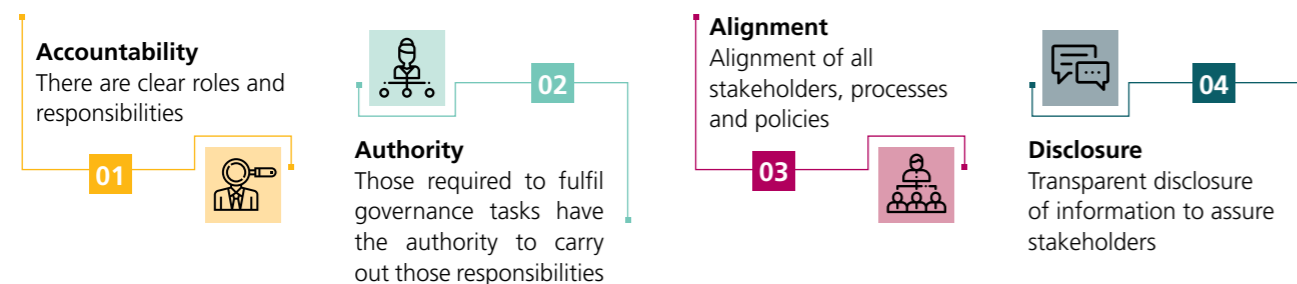 Accountability
There are clear roles and
responsibilities
01
02
Authority
Those required to fulfil
governance tasks have
the authority to carry
out those responsibilities
Alignment
Alignment of all
stakeholders, processes
and policies
03
04
Disclosure
Transparent disclosure
of information to assure
stakeholders